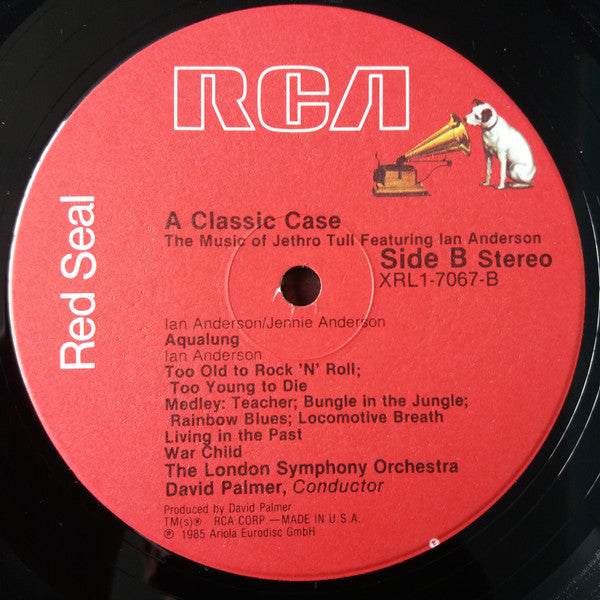 RCA
Red Seal
A Classic Case
The Music of Jethro Tull Featuring Ian Anderson
Side B Stereo
XRL1-7067-B
Ian Anderson/Jennie Anderson
Aqualung
Ian Anderson
Too Old to Rock 'N' Roll;
Too Young to Die
Medley: Teacher; Bungle in the Jungle;
Rainbow Blues; Locomotive Breath
Living in the Past
War Child
The London Symphony Orchestra
David Palmer, Conductor
Produced by David Palmer
TM(s)® RCA CORP.—MADE IN U.S.A.
℗ 1985 Ariola Eurodisc GmbH